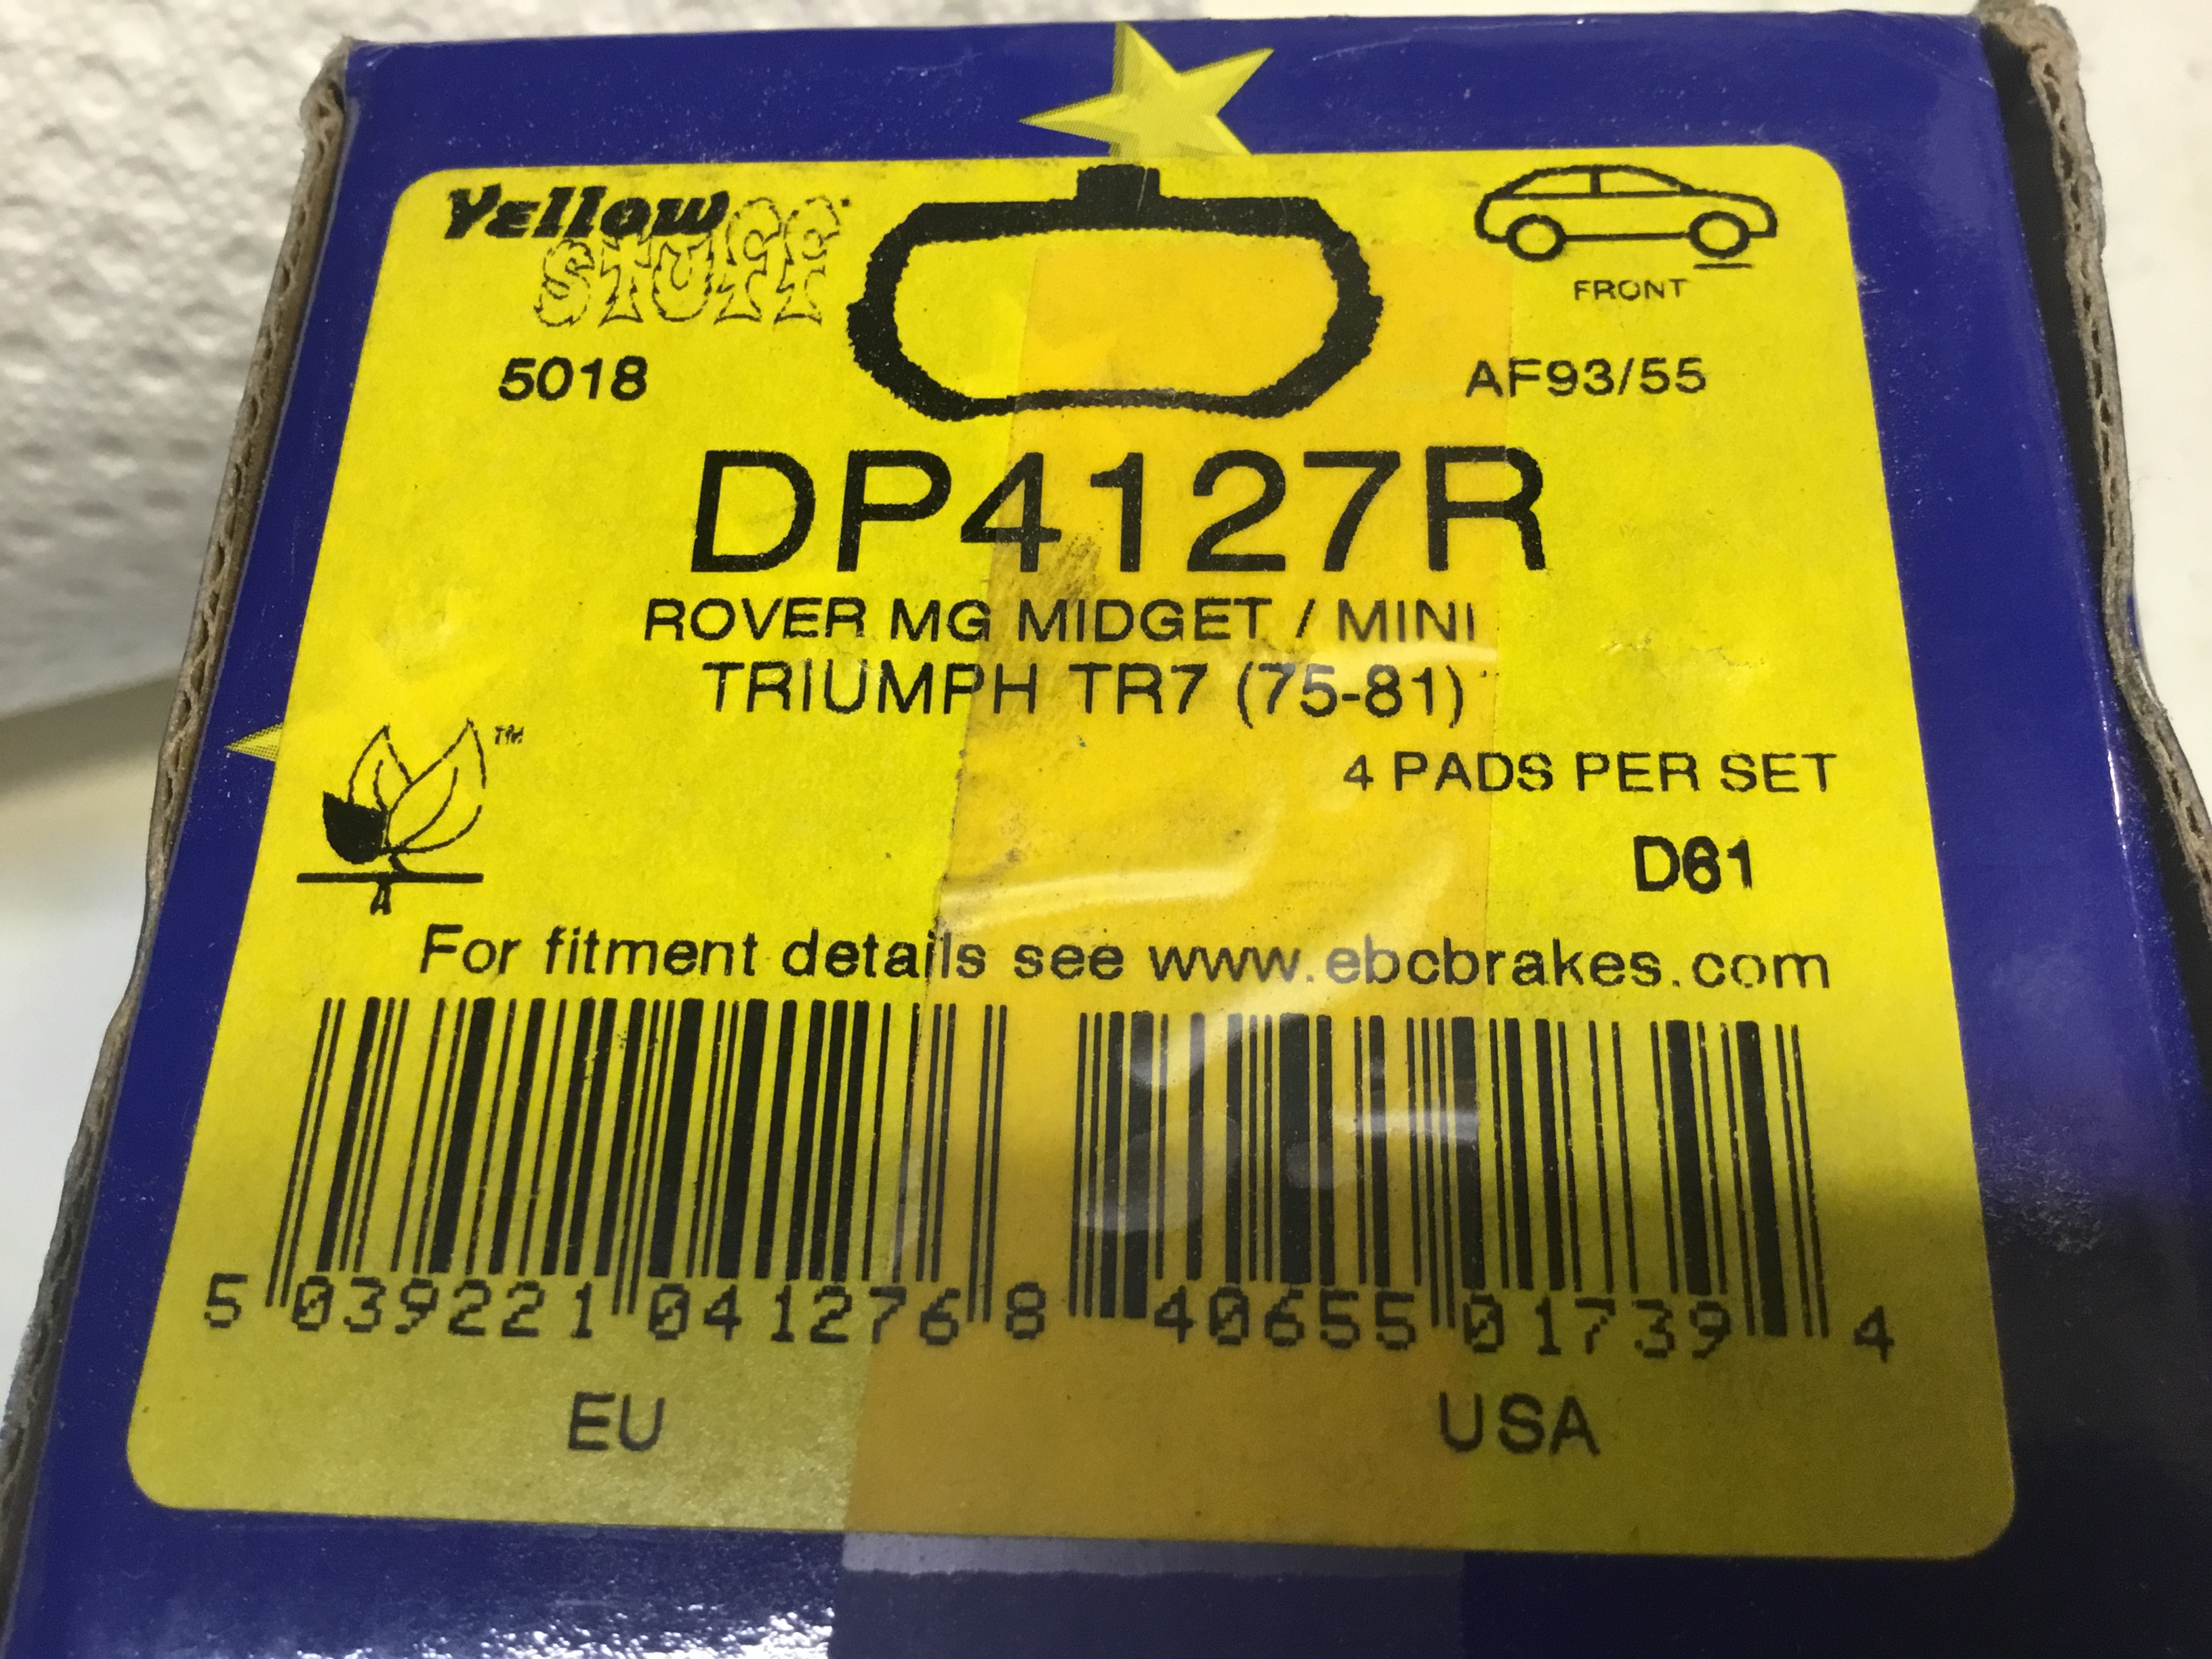 Yellow
STUFF
FRONT
5018
AF93/55
DP4127R
ROVER MG MIDGET / MINI
TRIUMPH TR7 (75-81)
TM
4 PADS PER SET
D61
For fitment details see www.ebcbrakes.com
5 039221 041276 8
40655 01739 4
EU
USA